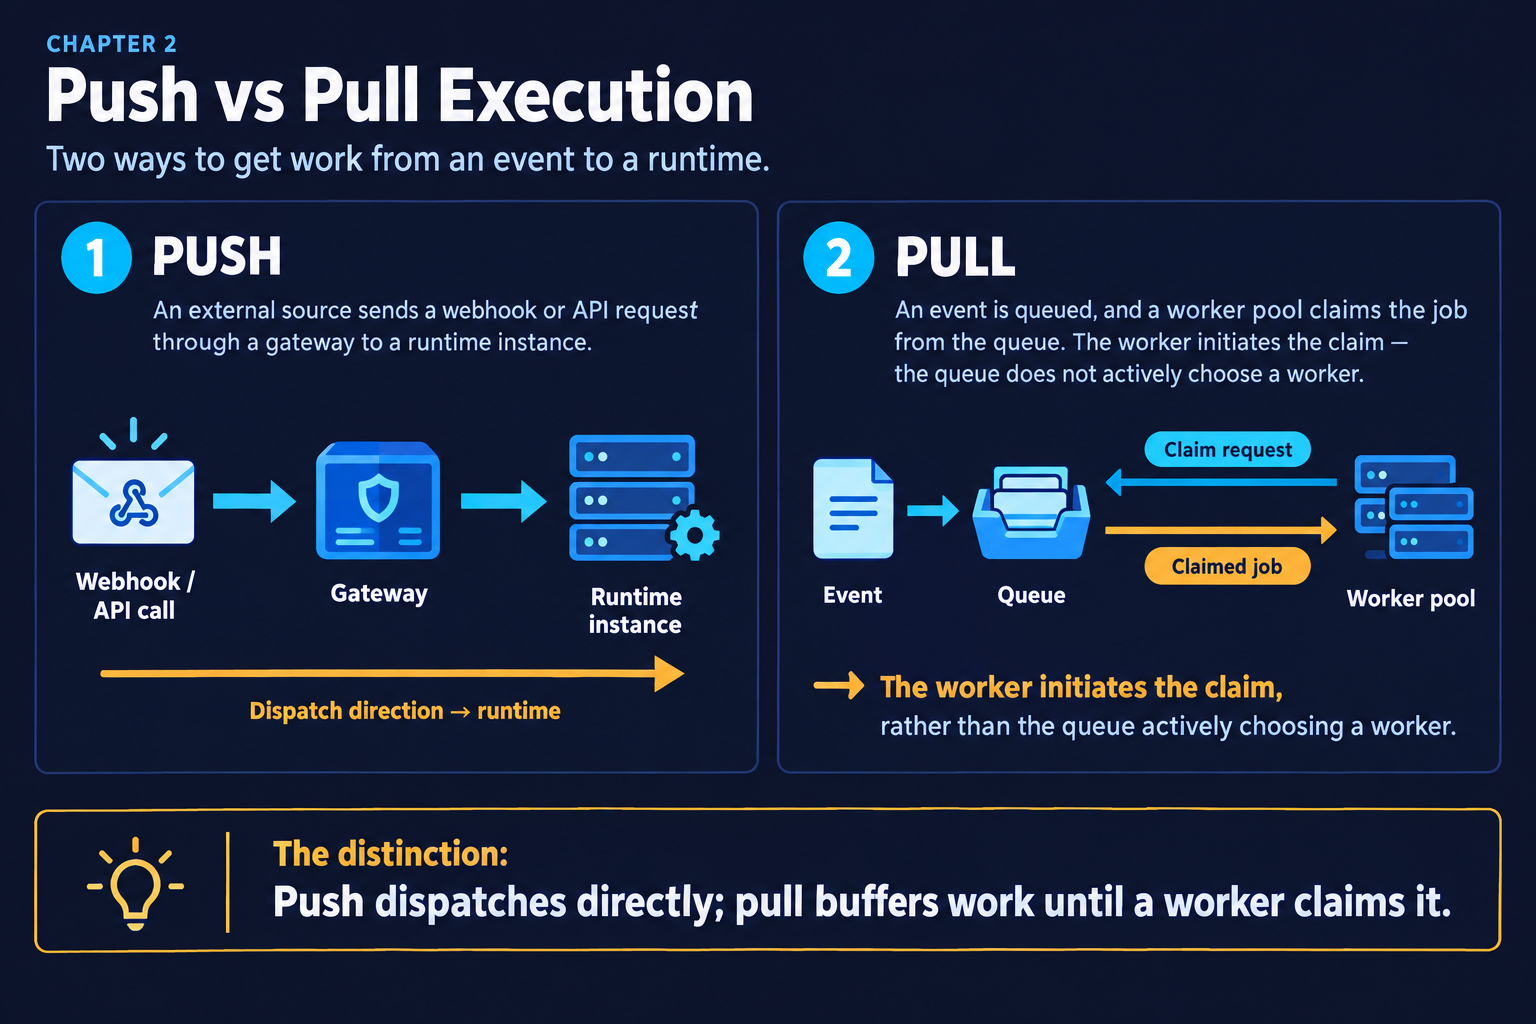 CHAPTER 2
Push vs Pull Execution
Two ways to get work from an event to a runtime.
1
PUSH
An external source sends a webhook or API request
through a gateway to a runtime instance.
Webhook /
API call
Gateway
Runtime
instance
Dispatch direction → runtime
2
PULL
An event is queued, and a worker pool claims the job
from the queue. The worker initiates the claim —
the queue does not actively choose a worker.
Event
Queue
Claim request
Claimed job
Worker pool
The worker initiates the claim,
rather than the queue actively choosing a worker.
The distinction:
Push dispatches directly; pull buffers work until a worker claims it.